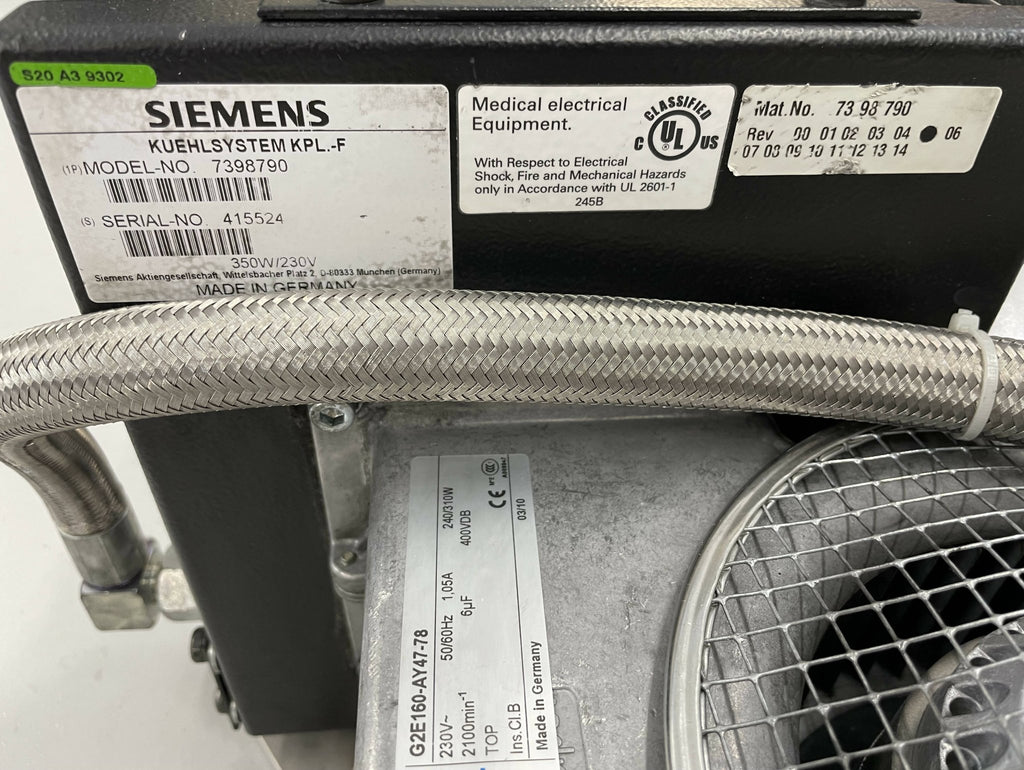 S20 A3 9302
SIEMENS
KUEHLSYSTEM KPL.-F
(1P) MODEL-NO. 7398790
(S) SERIAL-NO. 415524
350W/230V
Siemens Aktiengesellschaft, Wittelsbacher Platz 2, D-80333 Munchen (Germany)
MADE IN GERMANY
Medical electrical
Equipment.
CLASSIFIED
C UL US
®
With Respect to Electrical
Shock, Fire and Mechanical Hazards
only in Accordance with UL 2601-1
245B
Mat.No. 73 98 790
Rev 00 01 02 03 04 06
07 08 09 10 11 12 13 14
G2E160-AY47-78
230V~ 50/60Hz 1,05A 240/310W
2100min-1 6µF 400VDB
TOP
Ins.Cl.B
Made in Germany 03/10
CE
CCC